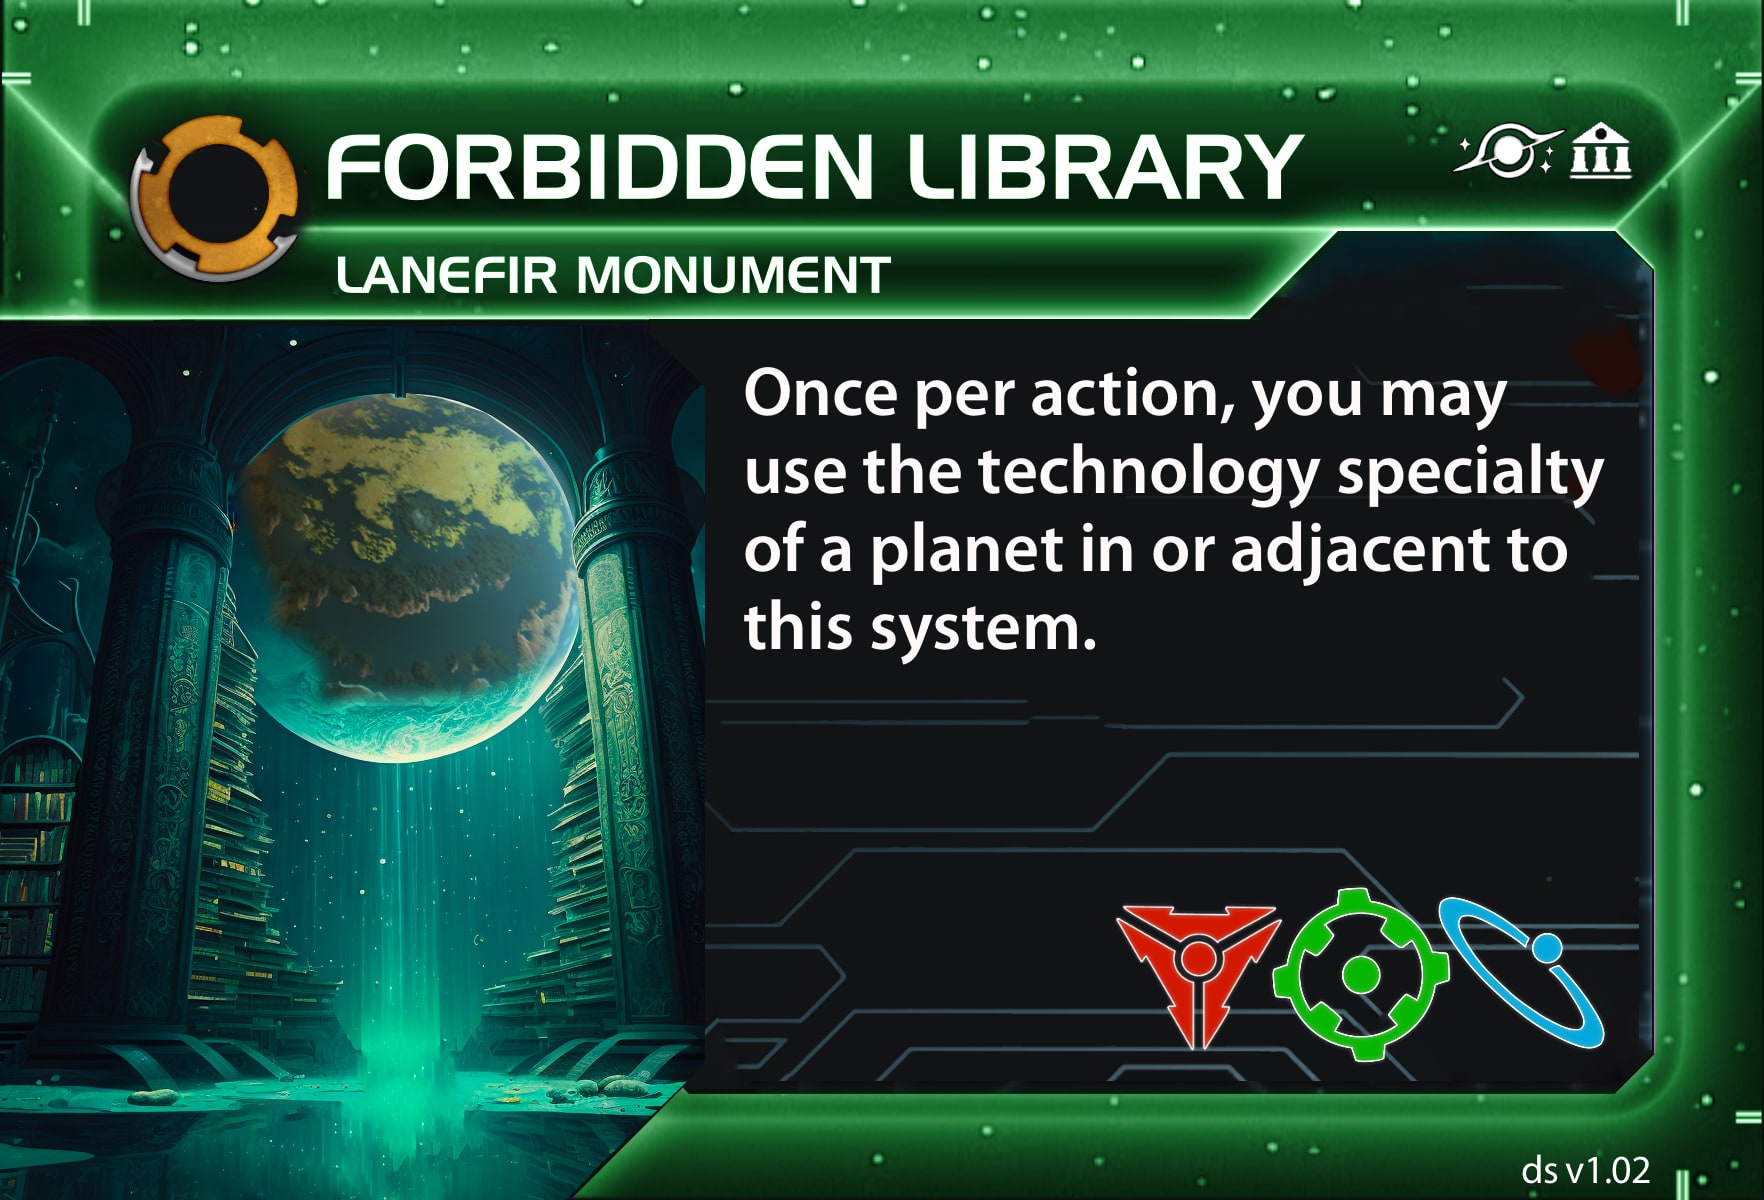 FORBIDDEN LIBRARY
LANEFIR MONUMENT
Once per action, you may
use the technology specialty
of a planet in or adjacent to
this system.
ds v1.02